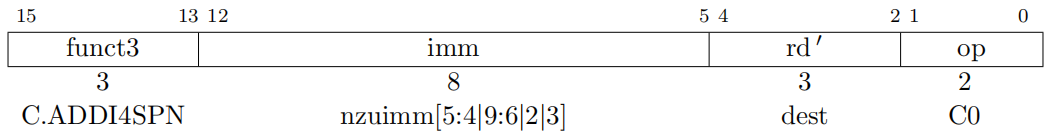 15 13 12 5 4 2 1 0
funct3 imm rd′ op
3 8 3 2
C.ADDI4SPN nzuimm[5:4|9:6|2|3] dest C0